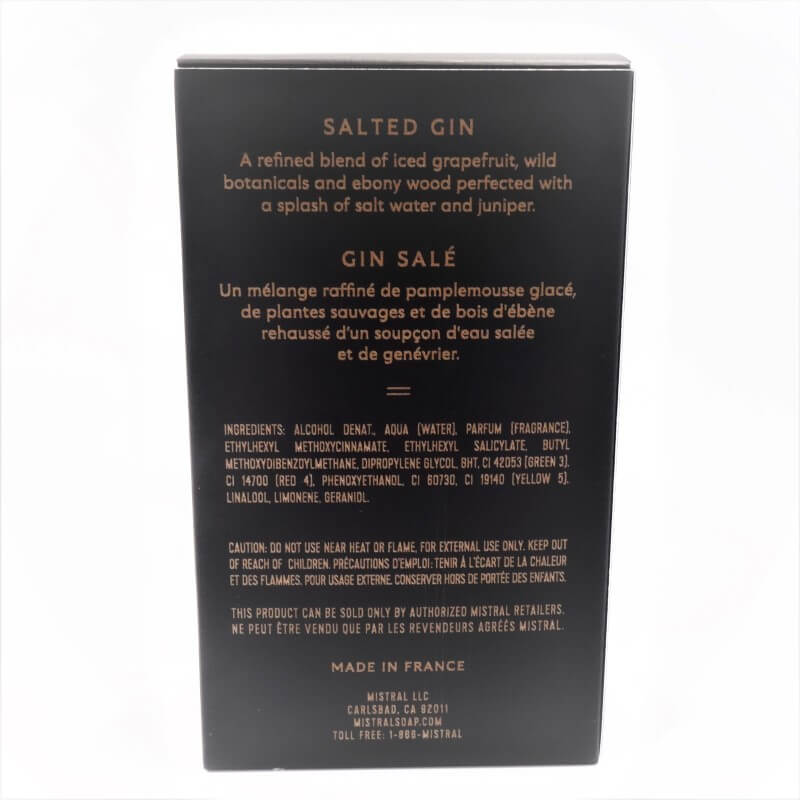 SALTED GIN
A refined blend of iced grapefruit, wild
botanicals and ebony wood perfected with
a splash of salt water and juniper.
GIN SALÉ
Un mélange raffiné de pamplemousse glacé,
de plantes sauvages et de bois d'ébène
rehaussé d'un soupçon d'eau salée
et de genévrier.
INGREDIENTS: ALCOHOL DENAT., AQUA (WATER), PARFUM (FRAGRANCE),
ETHYLHEXYL METHOXYCINNAMATE, ETHYLHEXYL SALICYLATE, BUTYL
METHOXYDIBENZOYLMETHANE, DIPROPYLENE GLYCOL, BHT, CI 42053 (GREEN 3),
CI 14700 (RED 4), PHENOXYETHANOL, CI 60730, CI 19140 (YELLOW 5),
LINALOOL, LIMONENE, GERANIOL.
CAUTION: DO NOT USE NEAR HEAT OR FLAME, FOR EXTERNAL USE ONLY. KEEP OUT
OF REACH OF CHILDREN. PRÉCAUTIONS D'EMPLOI: TENIR À L'ÉCART DE LA CHALEUR
ET DES FLAMMES. POUR USAGE EXTERNE. CONSERVER HORS DE PORTÉE DES ENFANTS.
THIS PRODUCT CAN BE SOLD ONLY BY AUTHORIZED MISTRAL RETAILERS.
NE PEUT ÊTRE VENDU QUE PAR LES REVENDEURS AGRÉÉS MISTRAL.
MADE IN FRANCE
MISTRAL LLC
CARLSBAD, CA 92011
MISTRALSOAP.COM
TOLL FREE: 1-866-MISTRAL